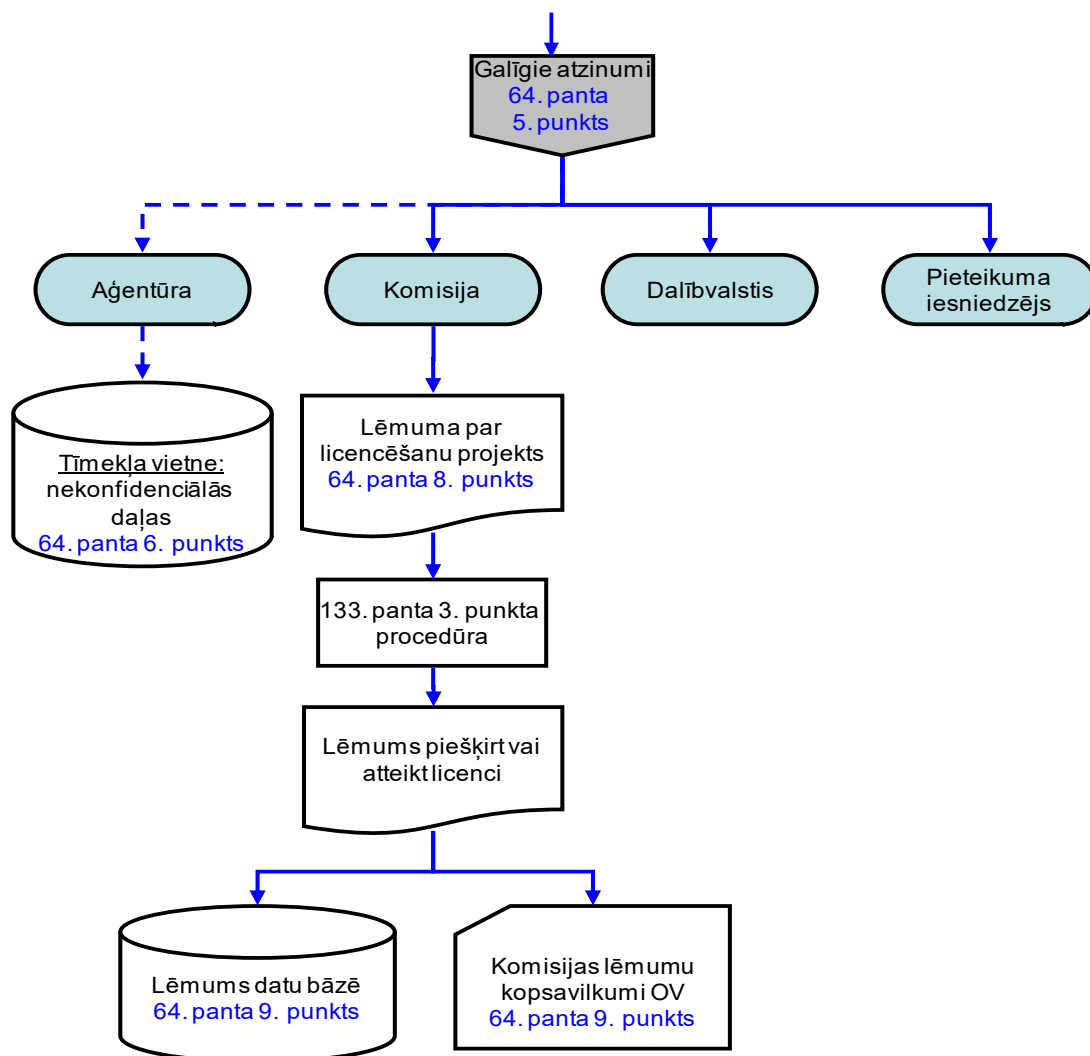 Galīgie atzinumi
64. panta
5. punkts
Aģentūra
Komisija
Dalībvalstis
Pieteikuma
iesniedzējs
Tīmekļa vietne:
nekonfidenciālās
daļas
64. panta 6. punkts
Lēmuma par
licencēšanu projekts
64. panta 8. punkts
133. panta 3. punkta
procedūra
Lēmums piešķirt vai
atteikt licenci
Lēmums datu bāzē
64. panta 9. punkts
Komisijas lēmumu
kopsavilkumi OV
64. panta 9. punkts